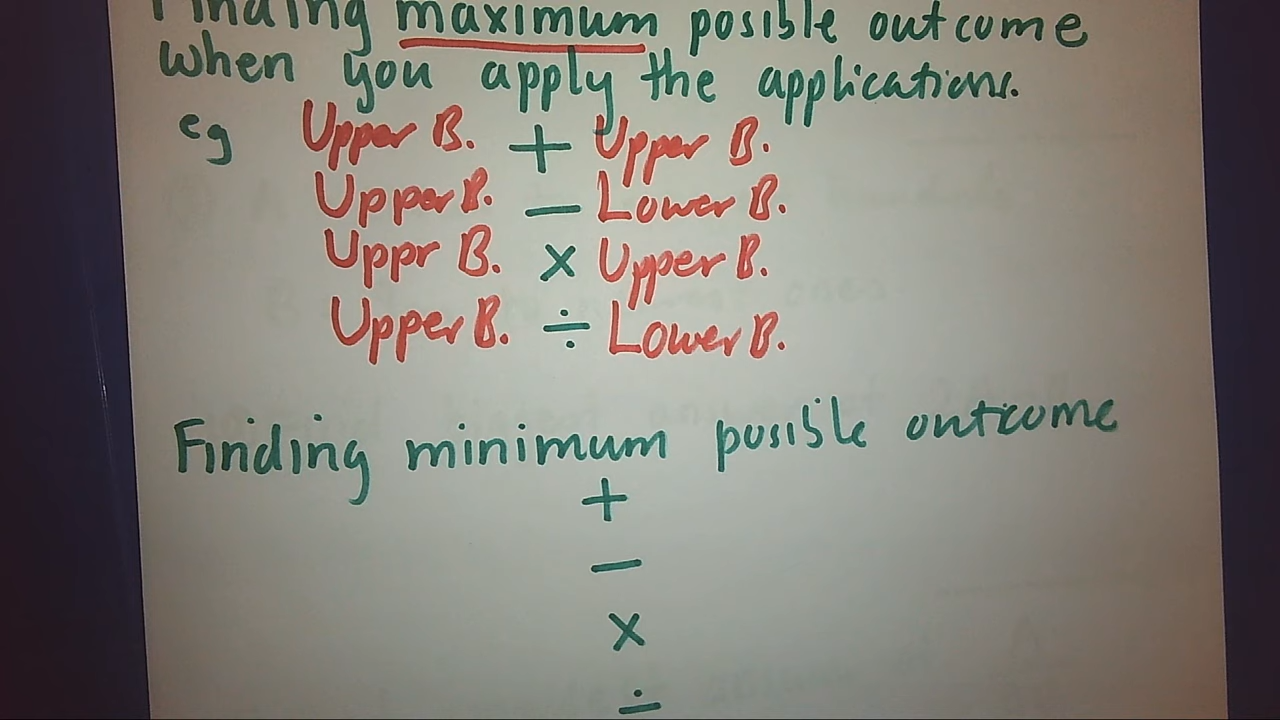 Finding maximum posible outcome
when you apply the applications.
eg Upper B. + Upper B.
Upper B. - Lower B.
Uppr B. × Upper B.
Upper B. ÷ Lower B.
Finding minimum posible outcome
+
-
×
÷